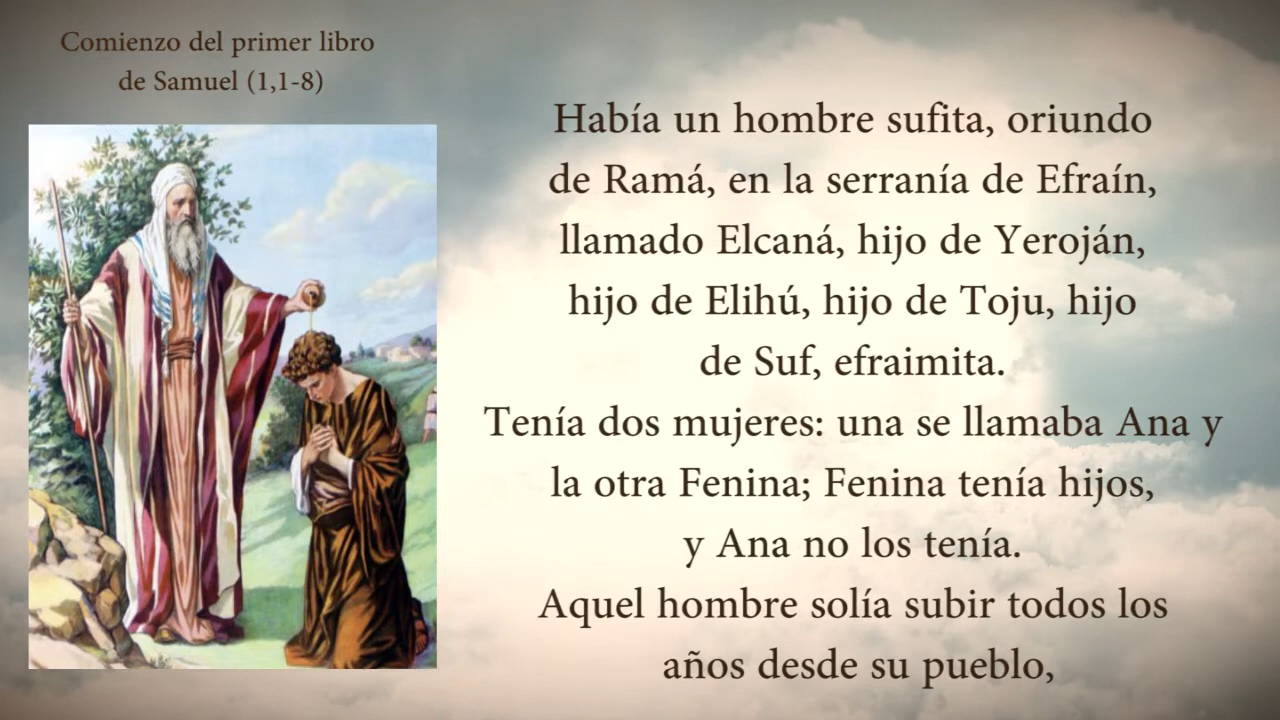 Comienzo del primer libro
de Samuel (1,1-8)
Había un hombre sufita, oriundo
de Ramá, en la serranía de Efraín,
llamado Elcaná, hijo de Yeroján,
hijo de Elihú, hijo de Toju, hijo
de Suf, efraimita.
Tenía dos mujeres: una se llamaba Ana y
la otra Fenina; Fenina tenía hijos,
y Ana no los tenía.
Aquel hombre solía subir todos los
años desde su pueblo,